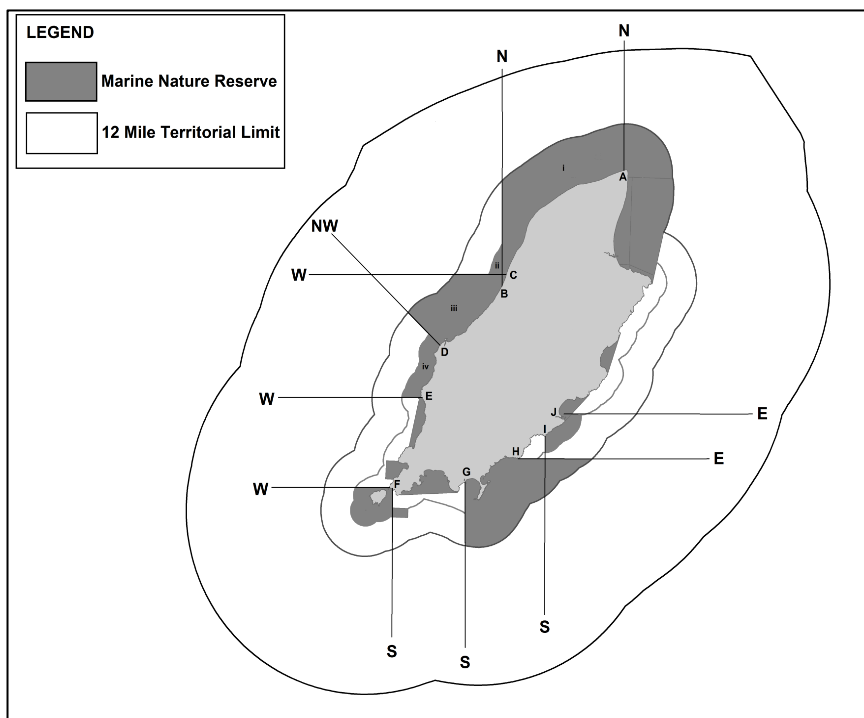 LEGEND
Marine Nature Reserve
12 Mile Territorial Limit
N
N
A
i
NW
W
ii
C
B
iii
D
iv
W
E
J
E
I
H
E
G
W
F
S
S
S